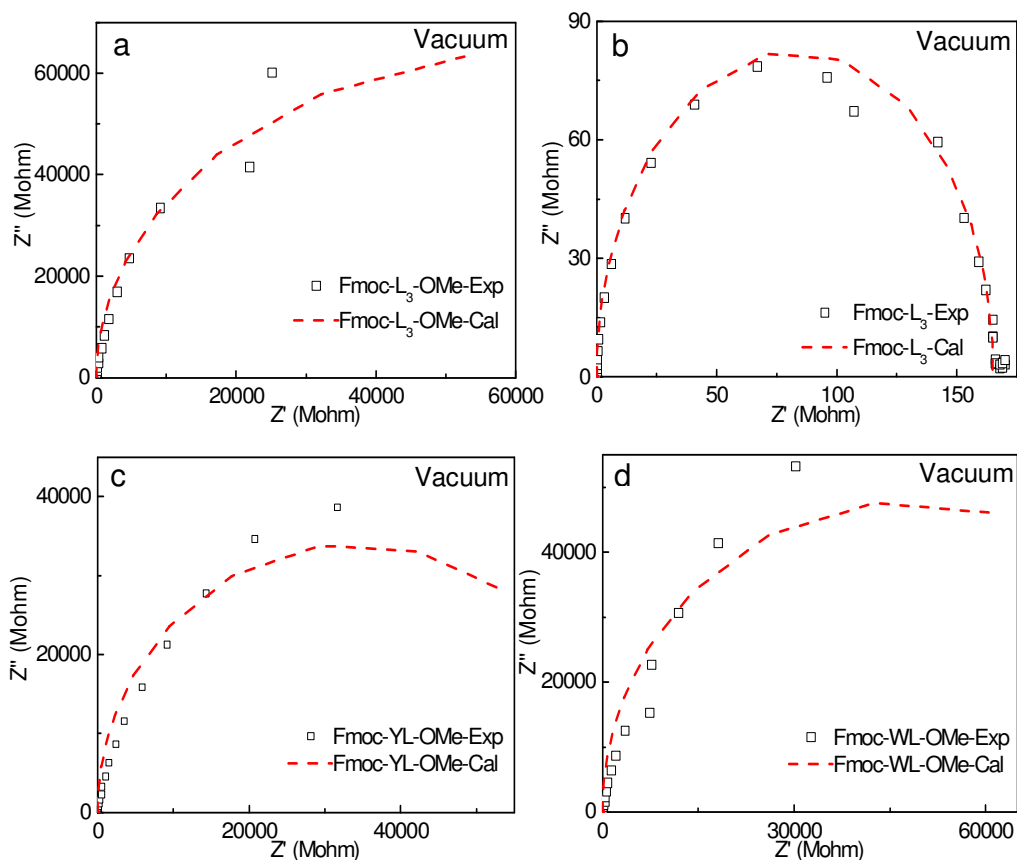 a Vacuum
60000
40000
20000
0
Z'' (Mohm)
Fmoc-L3-OMe-Exp
Fmoc-L3-OMe-Cal
0 20000 40000 60000
Z' (Mohm)
b Vacuum
90
60
30
0
Z'' (Mohm)
Fmoc-L3-Exp
Fmoc-L3-Cal
0 50 100 150
Z' (Mohm)
c Vacuum
40000
20000
0
Z'' (Mohm)
Fmoc-YL-OMe-Exp
Fmoc-YL-OMe-Cal
0 20000 40000
Z' (Mohm)
d Vacuum
40000
20000
0
Z'' (Mohm)
Fmoc-WL-OMe-Exp
Fmoc-WL-OMe-Cal
0 30000 60000
Z' (Mohm)